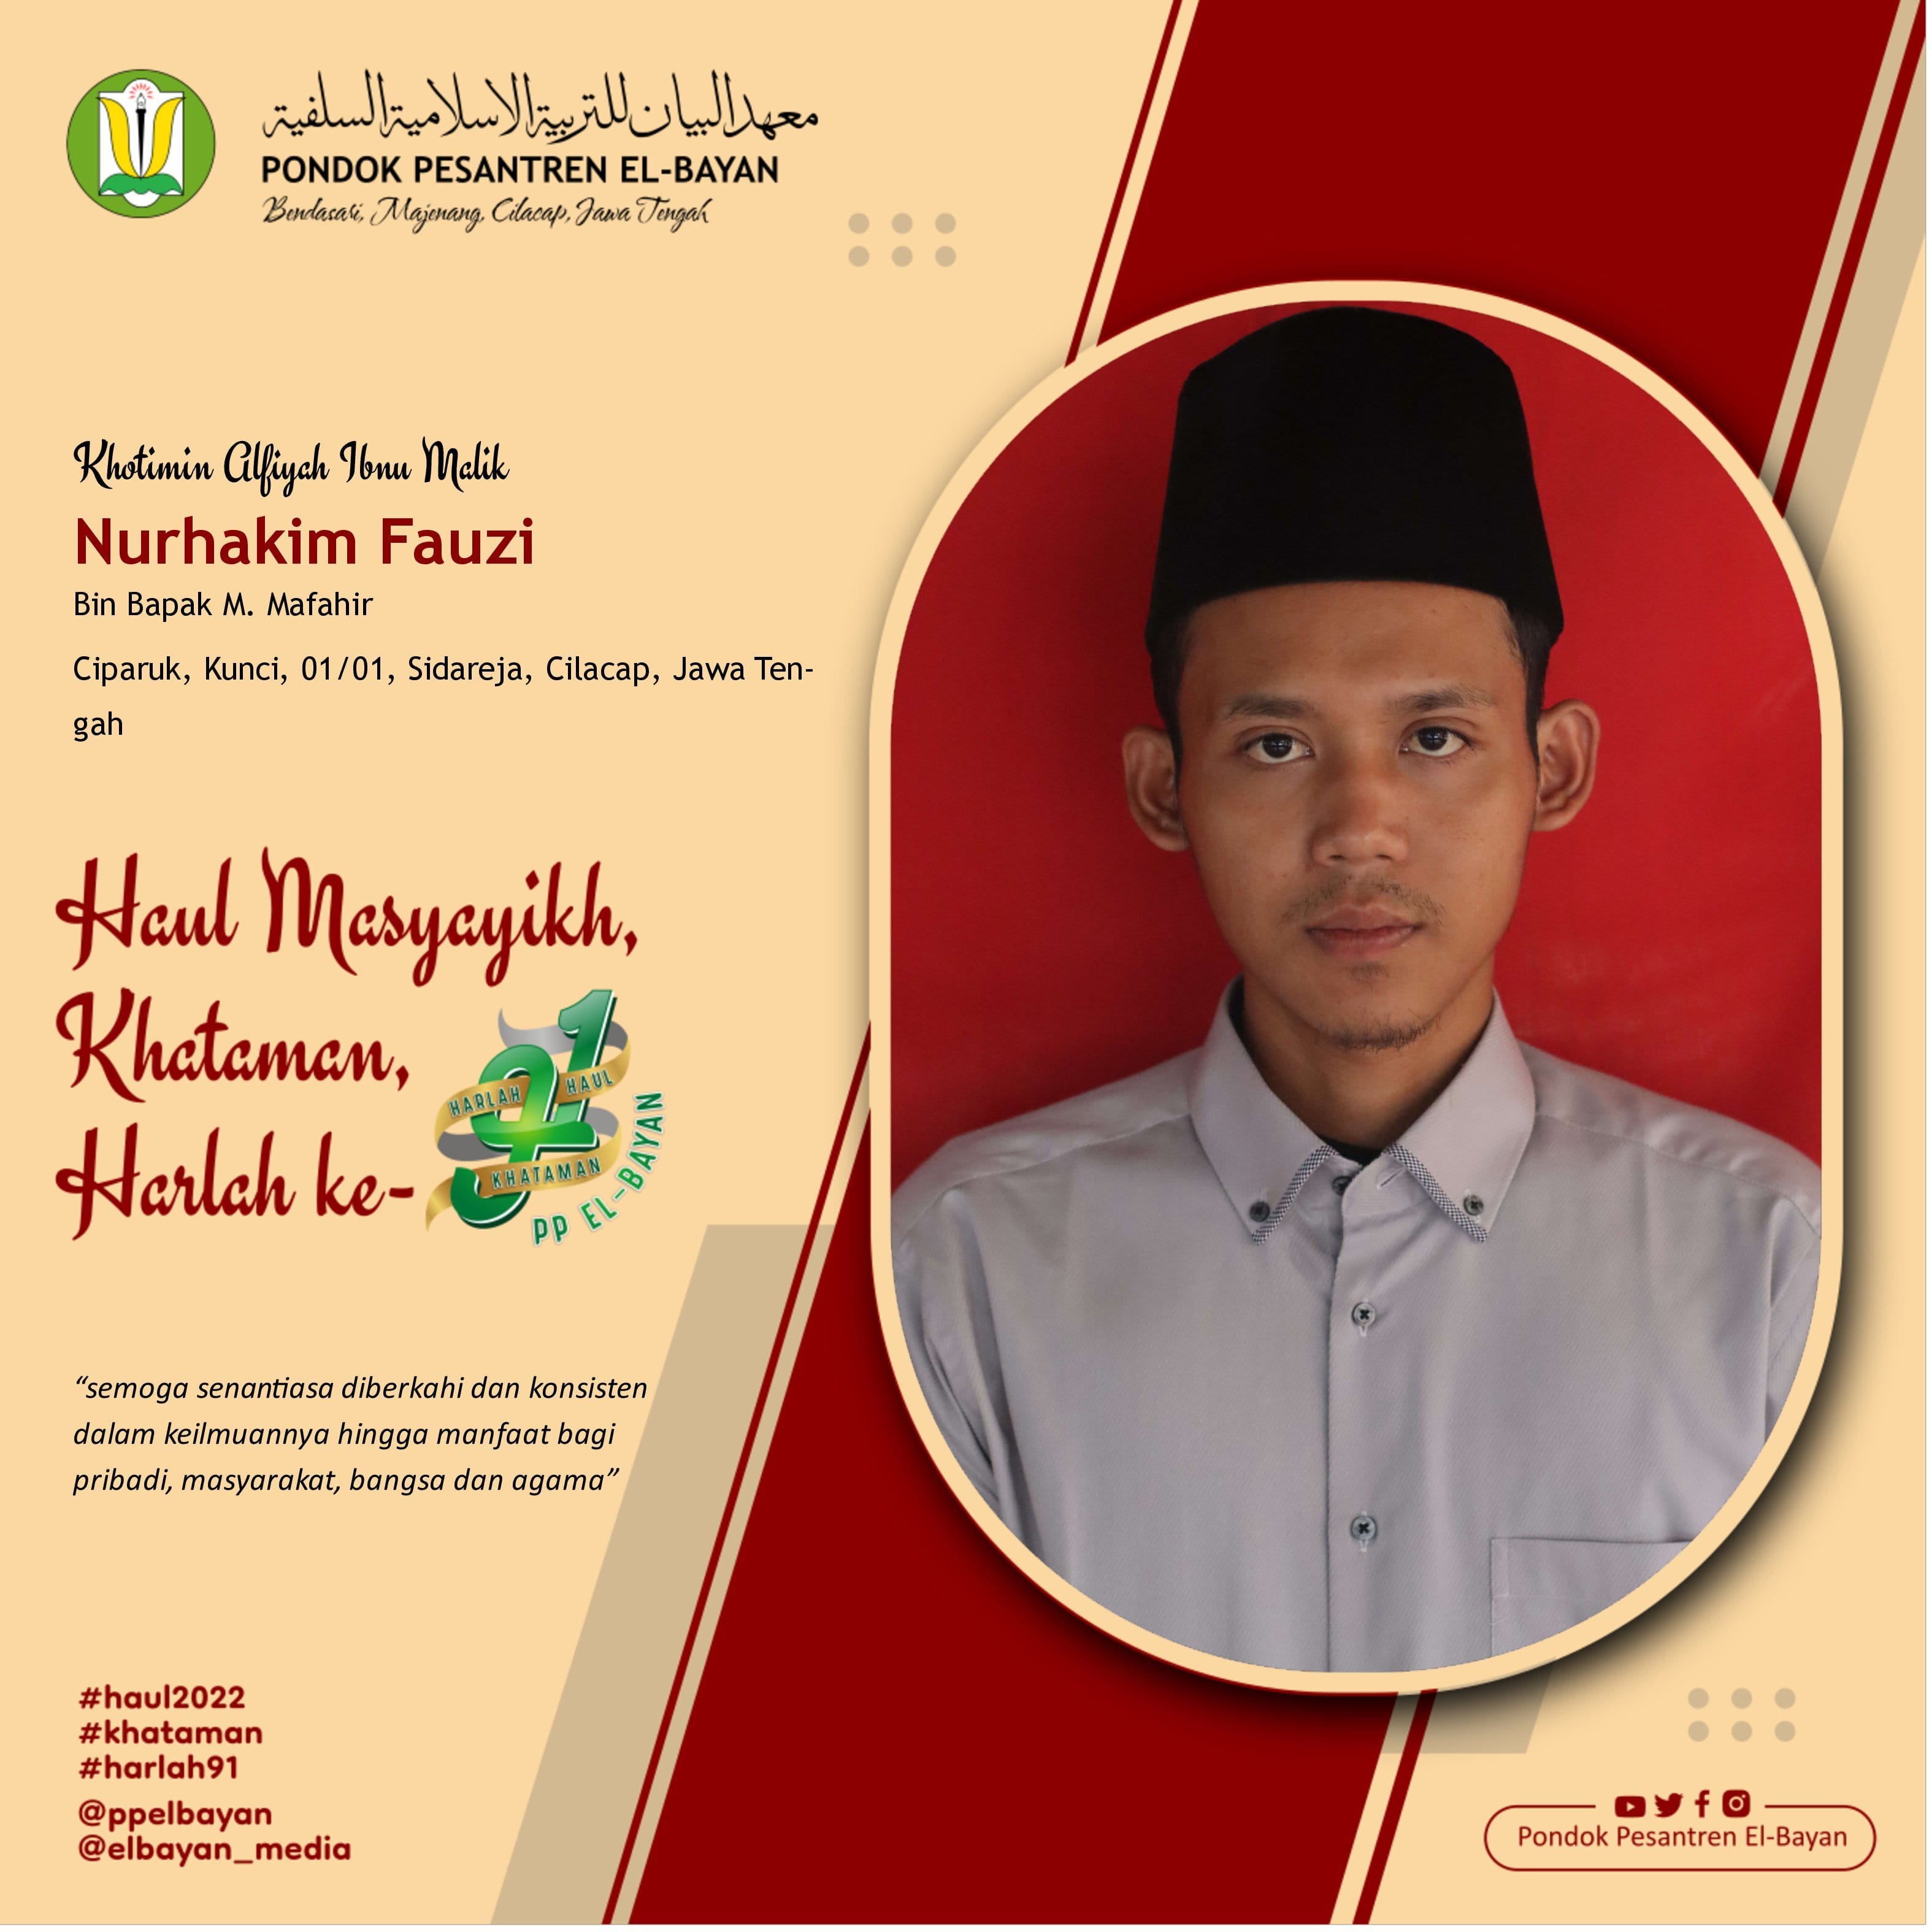 معهد البيان للتربية الاسلامية السلفية
PONDOK PESANTREN EL-BAYAN
Bendasari, Majenang, Cilacap, Jawa Tengah
Khotimin Alfiyah Ibnu Malik
Nurhakim Fauzi
Bin Bapak M. Mafahir
Ciparuk, Kunci, 01/01, Sidareja, Cilacap, Jawa Ten-
gah
Haul Masyayikh,
Khataman,
Harlah ke-
91
HARLAH HAUL
KHATAMAN
PP EL-BAYAN
“semoga senantiasa diberkahi dan konsisten
dalam keilmuannya hingga manfaat bagi
pribadi, masyarakat, bangsa dan agama”
#haul2022
#khataman
#harlah91
@ppelbayan
@elbayan_media
Pondok Pesantren El-Bayan